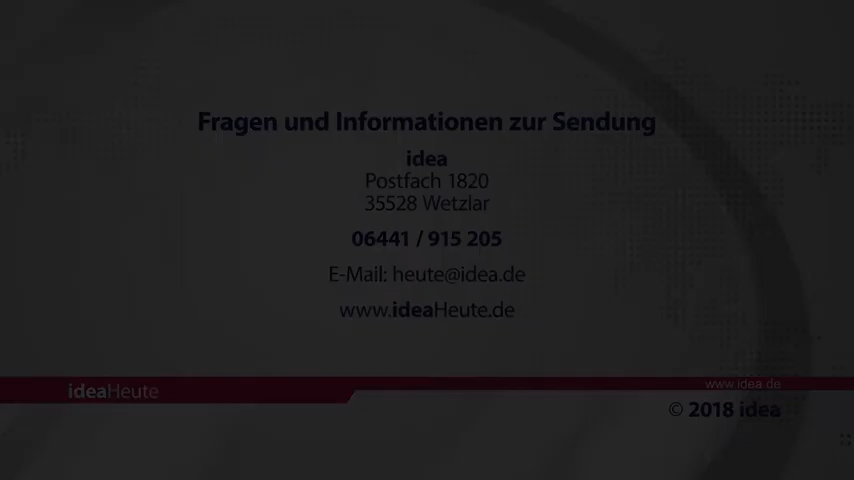 Fragen und Informationen zur Sendung
idea
Postfach 1820
35528 Wetzlar
06441 / 915 205
E-Mail: heute@idea.de
www.ideaHeute.de
ideaHeute
www.idea.de
© 2018 idea